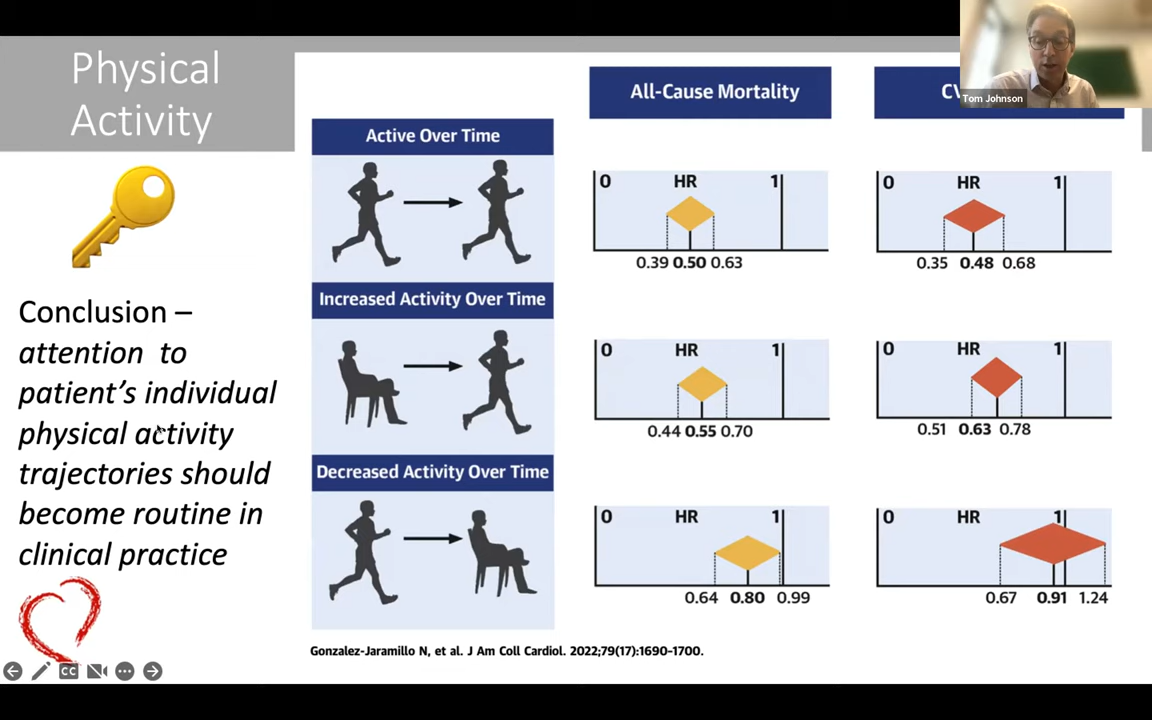 Physical
Activity
Conclusion –
attention to
patient’s individual
physical activity
trajectories should
become routine in
clinical practice
All-Cause Mortality
Tom Johnson
Active Over Time
0 HR 1
0.39 0.50 0.63
0 HR 1
0.35 0.48 0.68
Increased Activity Over Time
0 HR 1
0.44 0.55 0.70
0 HR 1
0.51 0.63 0.78
Decreased Activity Over Time
0 HR 1
0.64 0.80 0.99
0 HR 1
0.67 0.91 1.24
Gonzalez-Jaramillo N, et al. J Am Coll Cardiol. 2022;79(17):1690-1700.
CC